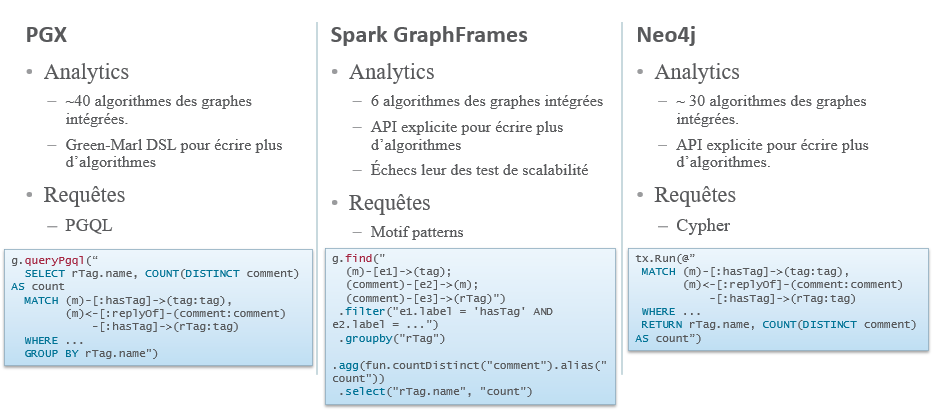 PGX
• Analytics
– ~40 algorithmes des graphes
intégrées.
– Green-Marl DSL pour écrire plus
d'algorithmes
• Requêtes
– PGQL
g.queryPgql("
SELECT rTag.name, COUNT(DISTINCT comment)
AS count
MATCH (m)-[:hasTag]->(tag:tag),
(m)<-[:replyOf]-(comment:comment)
-[:hasTag]->(rTag:tag)
WHERE ...
GROUP BY rTag.name")
Spark GraphFrames
• Analytics
– 6 algorithmes des graphes intégrées
– API explicite pour écrire plus
d'algorithmes
– Échecs leur des test de scalabilité
• Requêtes
– Motif patterns
g.find("
(m)-[e1]->(tag);
(comment)-[e2]->(m);
(comment)-[e3]->(rTag)")
.filter("e1.label = 'hasTag' AND
e2.label = ...")
.groupby("rTag")
.agg(fun.countDistinct("comment").alias("
count"))
.select("rTag.name", "count")
Neo4j
• Analytics
– ~ 30 algorithmes des graphes
intégrées.
– API explicite pour écrire plus
d'algorithmes.
• Requêtes
– Cypher
tx.Run(@"
MATCH (m)-[:hasTag]->(tag:tag),
(m)<-[:replyOf]-(comment:comment)
-[:hasTag]->(rTag:tag)
WHERE ...
RETURN rTag.name, COUNT(DISTINCT comment)
AS count")